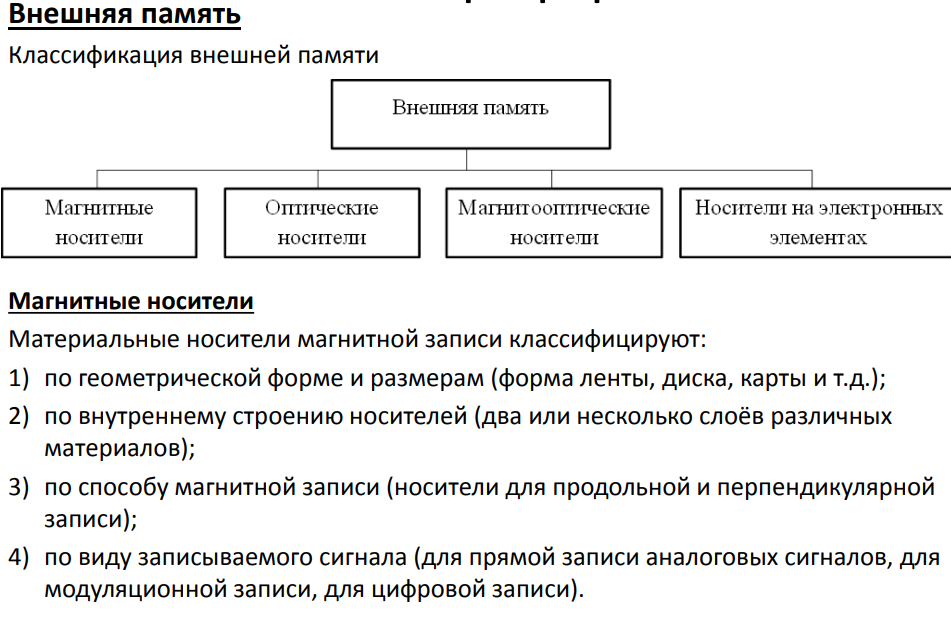 Внешняя память
Классификация внешней памяти
Внешняя память
Магнитные
носители
Оптические
носители
Магнитооптические
носители
Носители на электронных
элементах
Магнитные носители
Материальные носители магнитной записи классифицируют:
1) по геометрической форме и размерам (форма ленты, диска, карты и т.д.);
2) по внутреннему строению носителей (два или несколько слоёв различных
материалов);
3) по способу магнитной записи (носители для продольной и перпендикулярной
записи);
4) по виду записываемого сигнала (для прямой записи аналоговых сигналов, для
модуляционной записи, для цифровой записи).